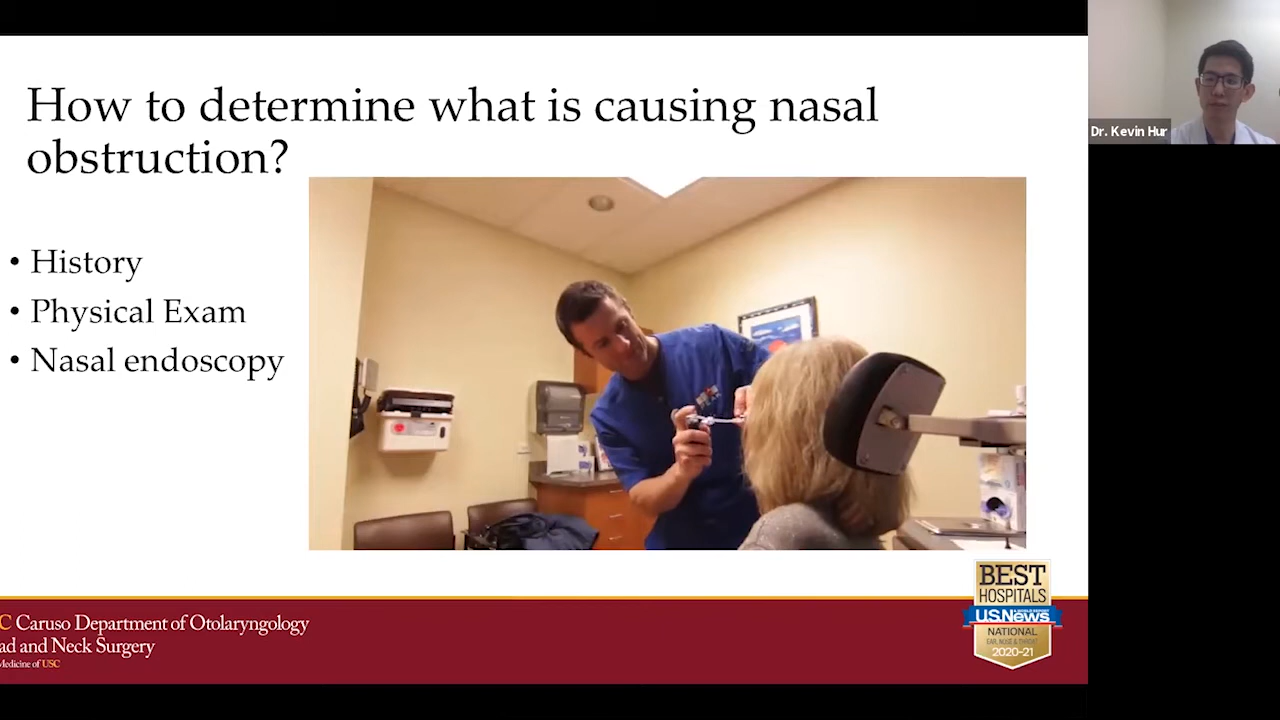 How to determine what is causing nasal
obstruction?
• History
• Physical Exam
• Nasal endoscopy
C Caruso Department of Otolaryngology
ad and Neck Surgery
Medicine of USC
BEST
HOSPITALS
U.S.News
NATIONAL
EAR, NOSE & THROAT
2020-21
Dr. Kevin Hur